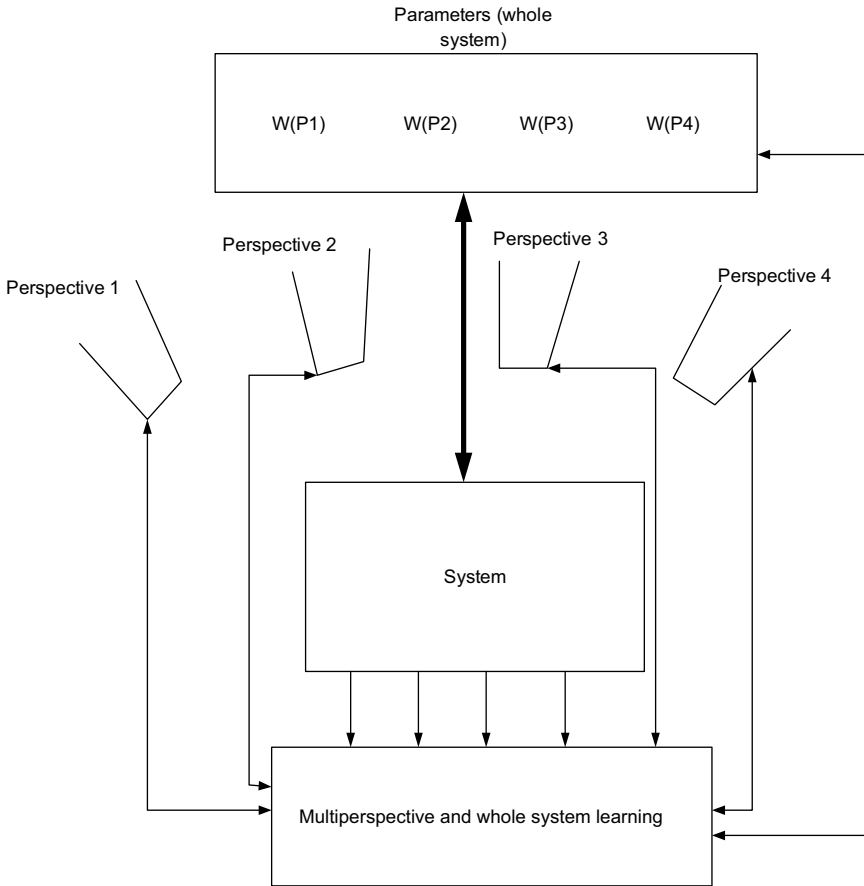 Parameters (whole
system)
W(P1) W(P2) W(P3) W(P4)
Perspective 1
Perspective 2
Perspective 3
Perspective 4
System
Multiperspective and whole system learning